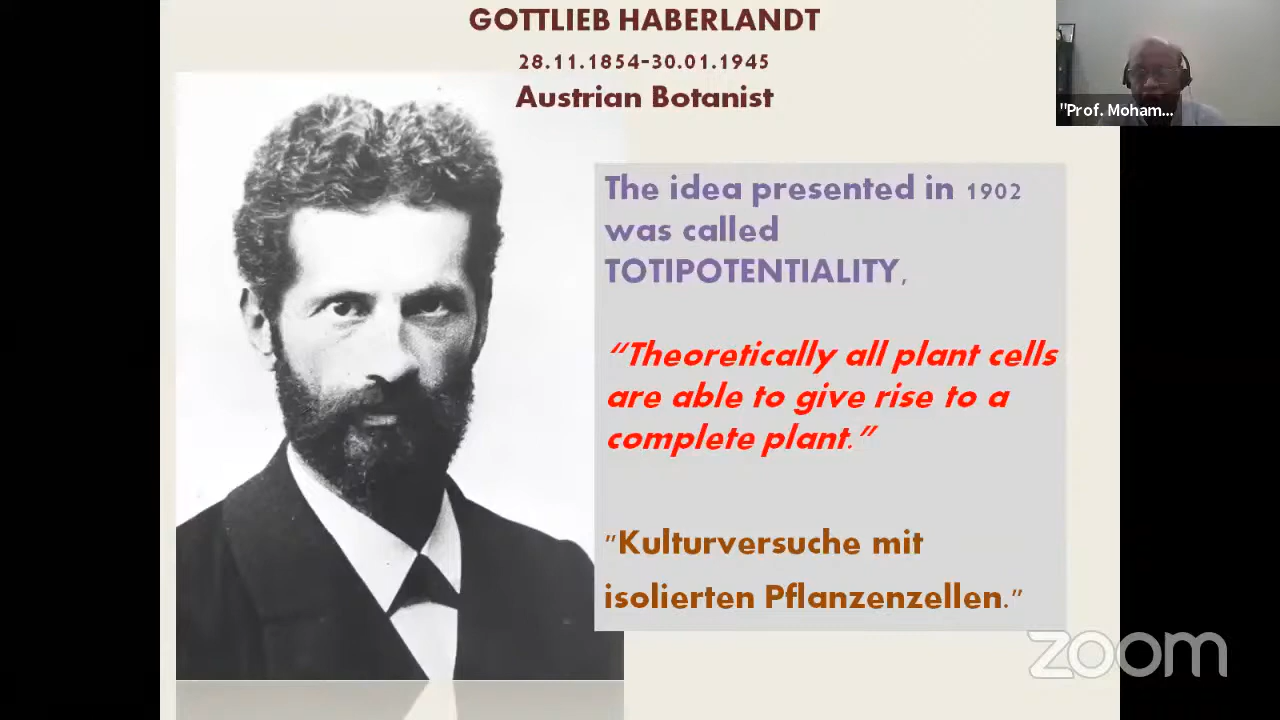 GOTTLIEB HABERLANDT
28.11.1854-30.01.1945
Austrian Botanist
"Prof. Moham...
The idea presented in 1902
was called
TOTIPOTENTIALITY,
“Theoretically all plant cells
are able to give rise to a
complete plant.”
"Kulturversuche mit
isolierten Pflanzenzellen."
zoom